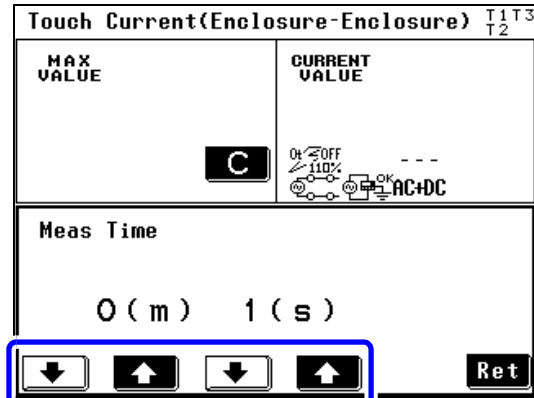 Touch Current(Enclosure-Enclosure) T1T3
T2
MAX
VALUE
C
CURRENT
VALUE
OFF
110%
---
OK
AC+DC
Meas Time
0(m) 1(s)
Ret